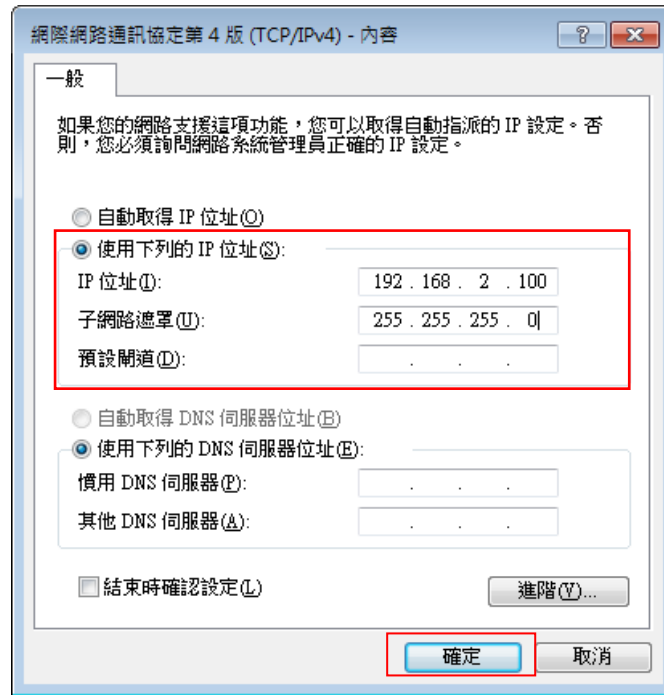 網際網路通訊協定第 4 版 (TCP/IPv4) - 內容
一般
如果您的網路支援這項功能，您可以取得自動指派的 IP 設定。否
則，您必須詢問網路系統管理員正確的 IP 設定。
自動取得 IP 位址(O)
使用下列的 IP 位址(S):
IP 位址(I): 192 . 168 . 2 . 100
子網路遮罩(U): 255 . 255 . 255 . 0
預設閘道(D): . . .
自動取得 DNS 伺服器位址(B)
使用下列的 DNS 伺服器位址(E):
慣用 DNS 伺服器(P): . . .
其他 DNS 伺服器(A): . . .
結束時確認設定(L)
進階(V)...
確定
取消